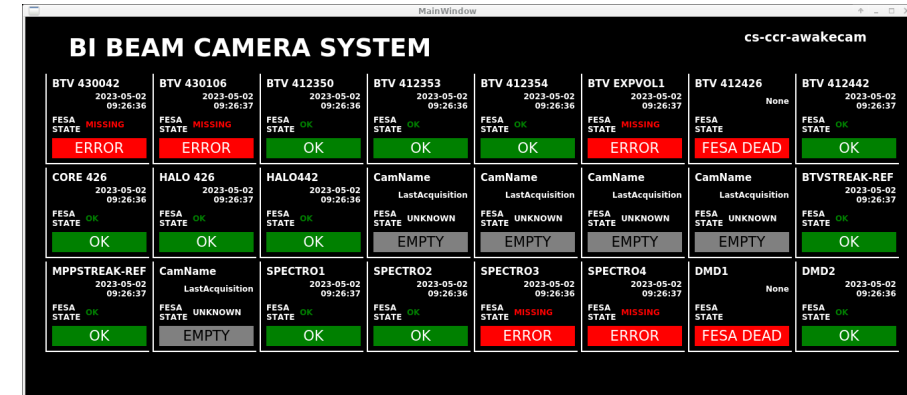 MainWindow
BI BEAM CAMERA SYSTEM
cs-ccr-awakecam
BTV 430042
2023-05-02
09:26:36
FESA
STATE MISSING
ERROR
BTV 430106
2023-05-02
09:26:37
FESA
STATE MISSING
ERROR
BTV 412350
2023-05-02
09:26:36
FESA
STATE OK
OK
BTV 412353
2023-05-02
09:26:36
FESA
STATE OK
OK
BTV 412354
2023-05-02
09:26:36
FESA
STATE OK
OK
BTV EXPVOL1
2023-05-02
09:26:37
FESA
STATE MISSING
ERROR
BTV 412426
None
FESA
STATE
FESA DEAD
BTV 412442
2023-05-02
09:26:37
FESA
STATE OK
OK
CORE 426
2023-05-02
09:26:36
FESA
STATE OK
OK
HALO 426
2023-05-02
09:26:37
FESA
STATE OK
OK
HALO442
2023-05-02
09:26:36
FESA
STATE OK
OK
CamName
LastAcquisition
FESA
STATE UNKNOWN
EMPTY
CamName
LastAcquisition
FESA
STATE UNKNOWN
EMPTY
CamName
LastAcquisition
FESA
STATE UNKNOWN
EMPTY
CamName
LastAcquisition
FESA
STATE UNKNOWN
EMPTY
BTVSTREAK-REF
2023-05-02
09:26:37
FESA
STATE OK
OK
MPPSTREAK-REF
2023-05-02
09:26:37
FESA
STATE OK
OK
CamName
LastAcquisition
FESA
STATE UNKNOWN
EMPTY
SPECTRO1
2023-05-02
09:26:37
FESA
STATE OK
OK
SPECTRO2
2023-05-02
09:26:36
FESA
STATE OK
OK
SPECTRO3
2023-05-02
09:26:36
FESA
STATE MISSING
ERROR
SPECTRO4
2023-05-02
09:26:37
FESA
STATE MISSING
ERROR
DMD1
None
FESA
STATE
FESA DEAD
DMD2
2023-05-02
09:26:36
FESA
STATE OK
OK